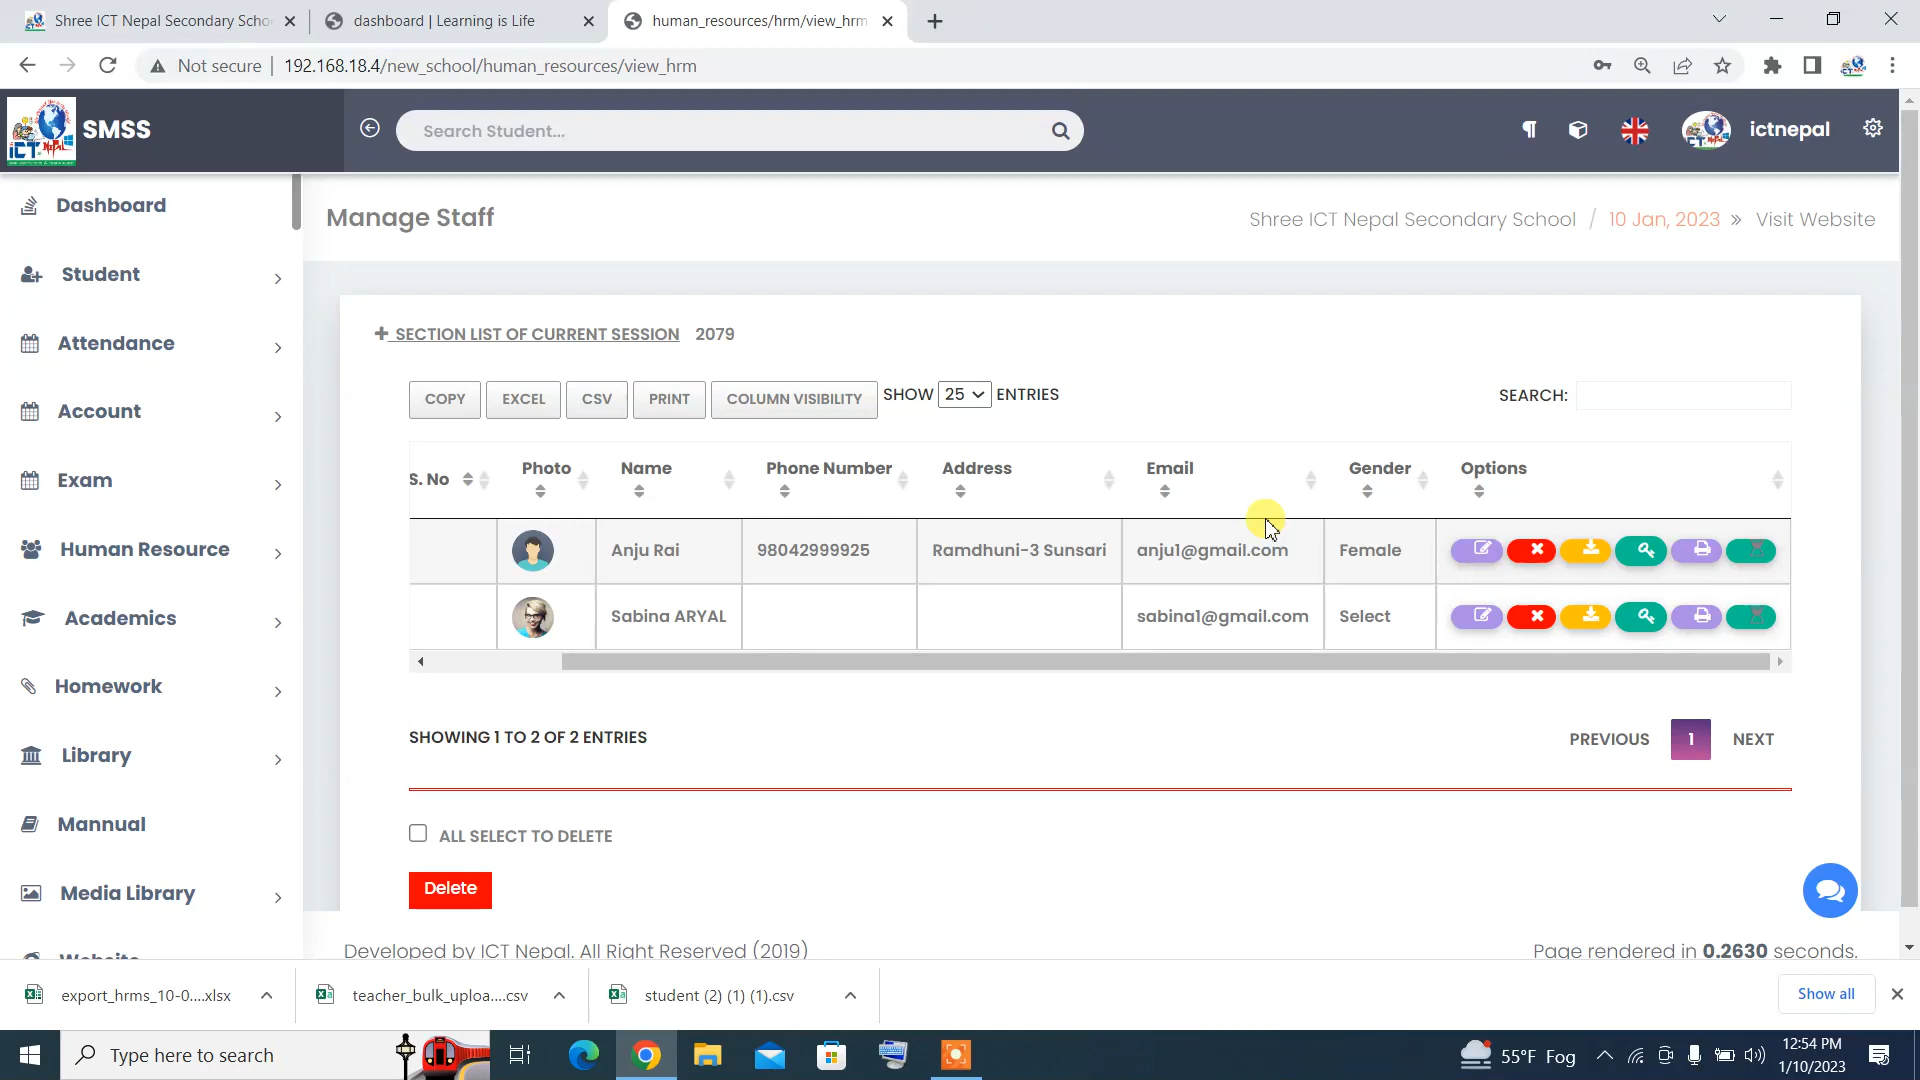 Shree ICT Nepal Secondary Scho
dashboard | Learning is Life
human_resources/hrm/view_hrm
Not secure
192.168.18.4/new_school/human_resources/view_hrm
SMSS
Search Student...
ictnepal
Dashboard
Student
Attendance
Account
Exam
Human Resource
Academics
Homework
Library
Mannual
Media Library
Website
Manage Staff
Shree ICT Nepal Secondary School / 10 Jan, 2023 » Visit Website
SECTION LIST OF CURRENT SESSION 2079
COPY EXCEL CSV PRINT COLUMN VISIBILITY SHOW 25 ENTRIES SEARCH:
S. No Photo Name Phone Number Address Email Gender Options
Anju Rai 98042999925 Ramdhuni-3 Sunsari anju1@gmail.com Female
Sabina ARYAL sabina1@gmail.com Select
SHOWING 1 TO 2 OF 2 ENTRIES
PREVIOUS 1 NEXT
ALL SELECT TO DELETE
Delete
Developed by ICT Nepal. All Right Reserved (2019) Page rendered in 0.2630 seconds.
export_hrms_10-0....xlsx
teacher_bulk_uploa....csv
student (2) (1) (1).csv
Show all
Type here to search
55°F Fog
12:54 PM
1/10/2023